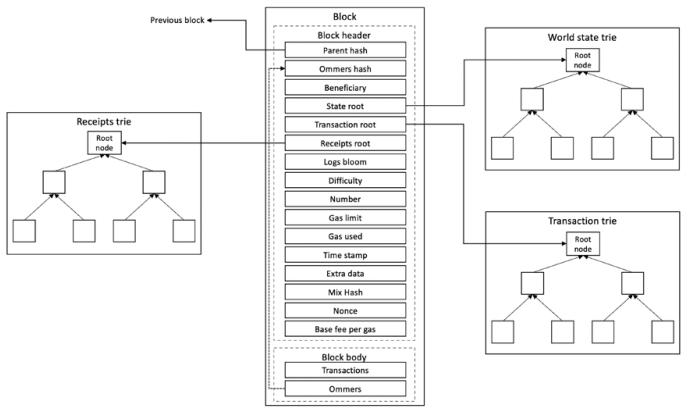 Block
Previous block
Block header
Parent hash
Ommers hash
Beneficiary
State root
Transaction root
Receipts root
Logs bloom
Difficulty
Number
Gas limit
Gas used
Time stamp
Extra data
Mix Hash
Nonce
Base fee per gas
Block body
Transactions
Ommers
Receipts trie
Root
node
World state trie
Root
node
Transaction trie
Root
node